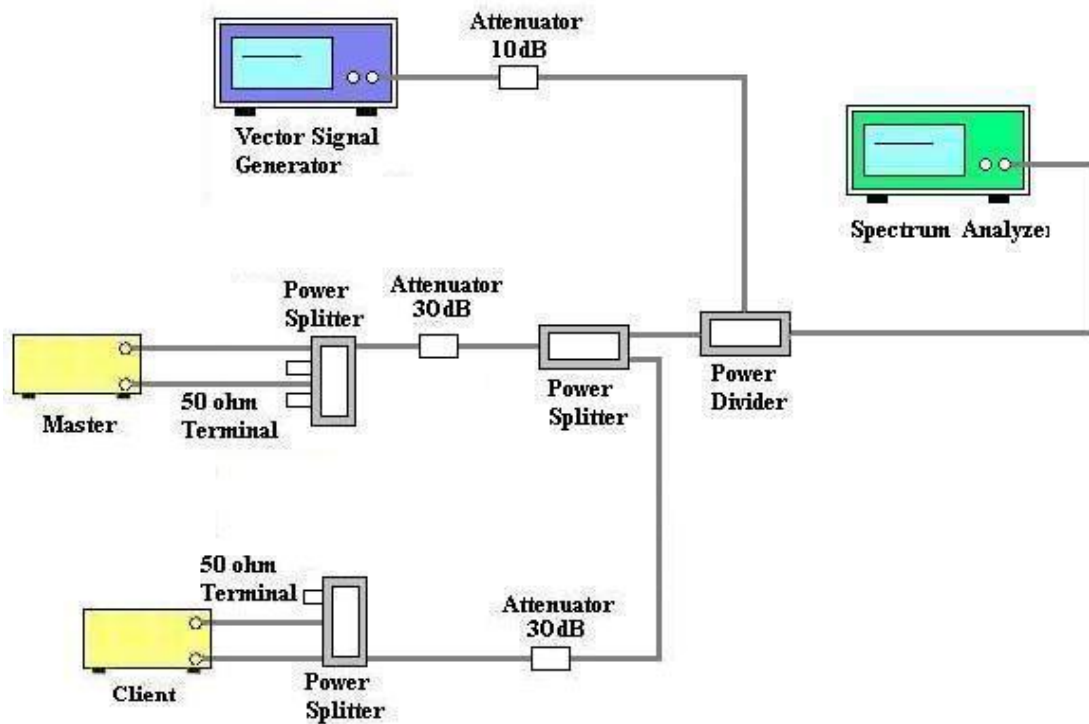 Attenuator
10dB
Vector Signal
Generator
Spectrum Analyzer
Power
Splitter
Attenuator
30dB
50 ohm
Terminal
Master
Power
Splitter
Power
Divider
50 ohm
Terminal
Attenuator
30dB
Client
Power
Splitter